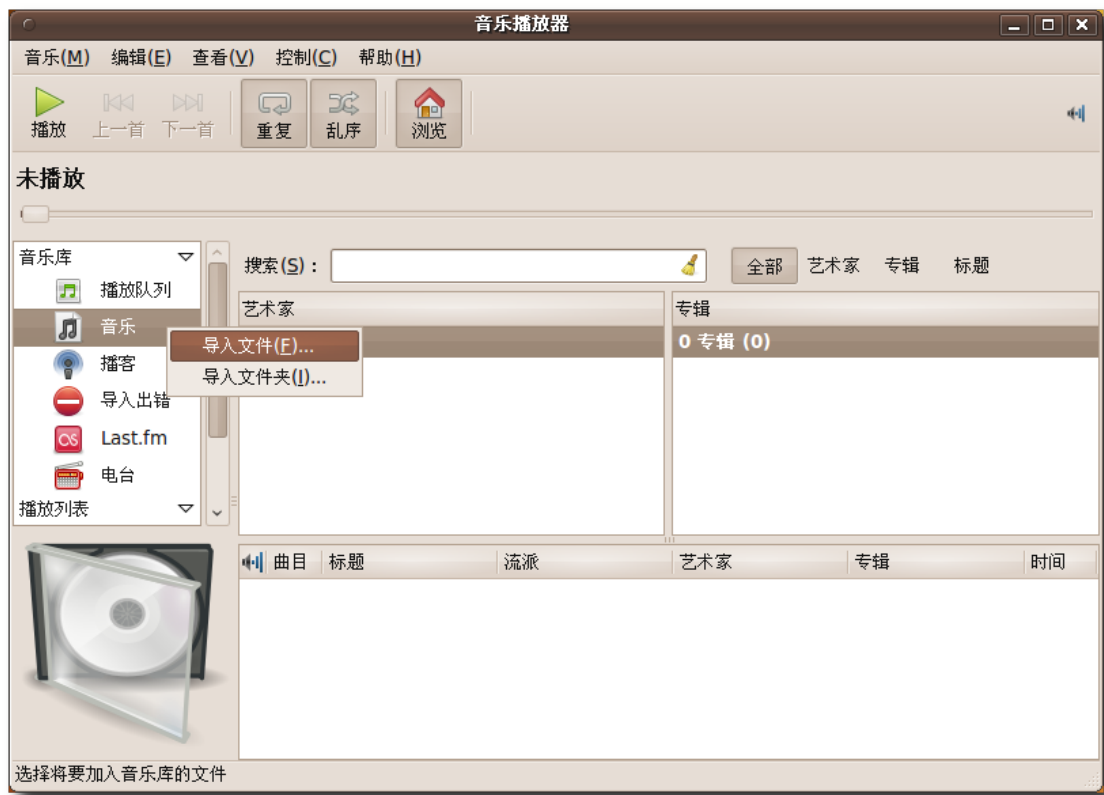 音乐播放器
音乐(M) 编辑(E) 查看(V) 控制(C) 帮助(H)
播放 上一首 下一首 重复 乱序 浏览
未播放
音乐库
播放队列
音乐
播客
导入出错
Last.fm
电台
播放列表
导入文件(F)...
导入文件夹(I)...
搜索(S)：
全部 艺术家 专辑 标题
艺术家 专辑
0 专辑 (0)
曲目 标题 流派 艺术家 专辑 时间
选择将要加入音乐库的文件